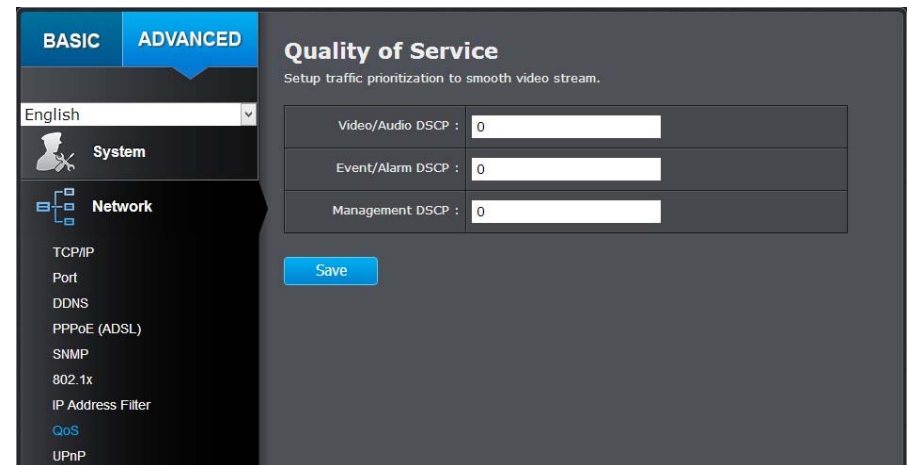 BASIC ADVANCED
English
System
Network
TCP/IP
Port
DDNS
PPPoE (ADSL)
SNMP
802.1x
IP Address Filter
QoS
UPnP
Quality of Service
Setup traffic prioritization to smooth video stream.
Video/Audio DSCP : 0
Event/Alarm DSCP : 0
Management DSCP : 0
Save